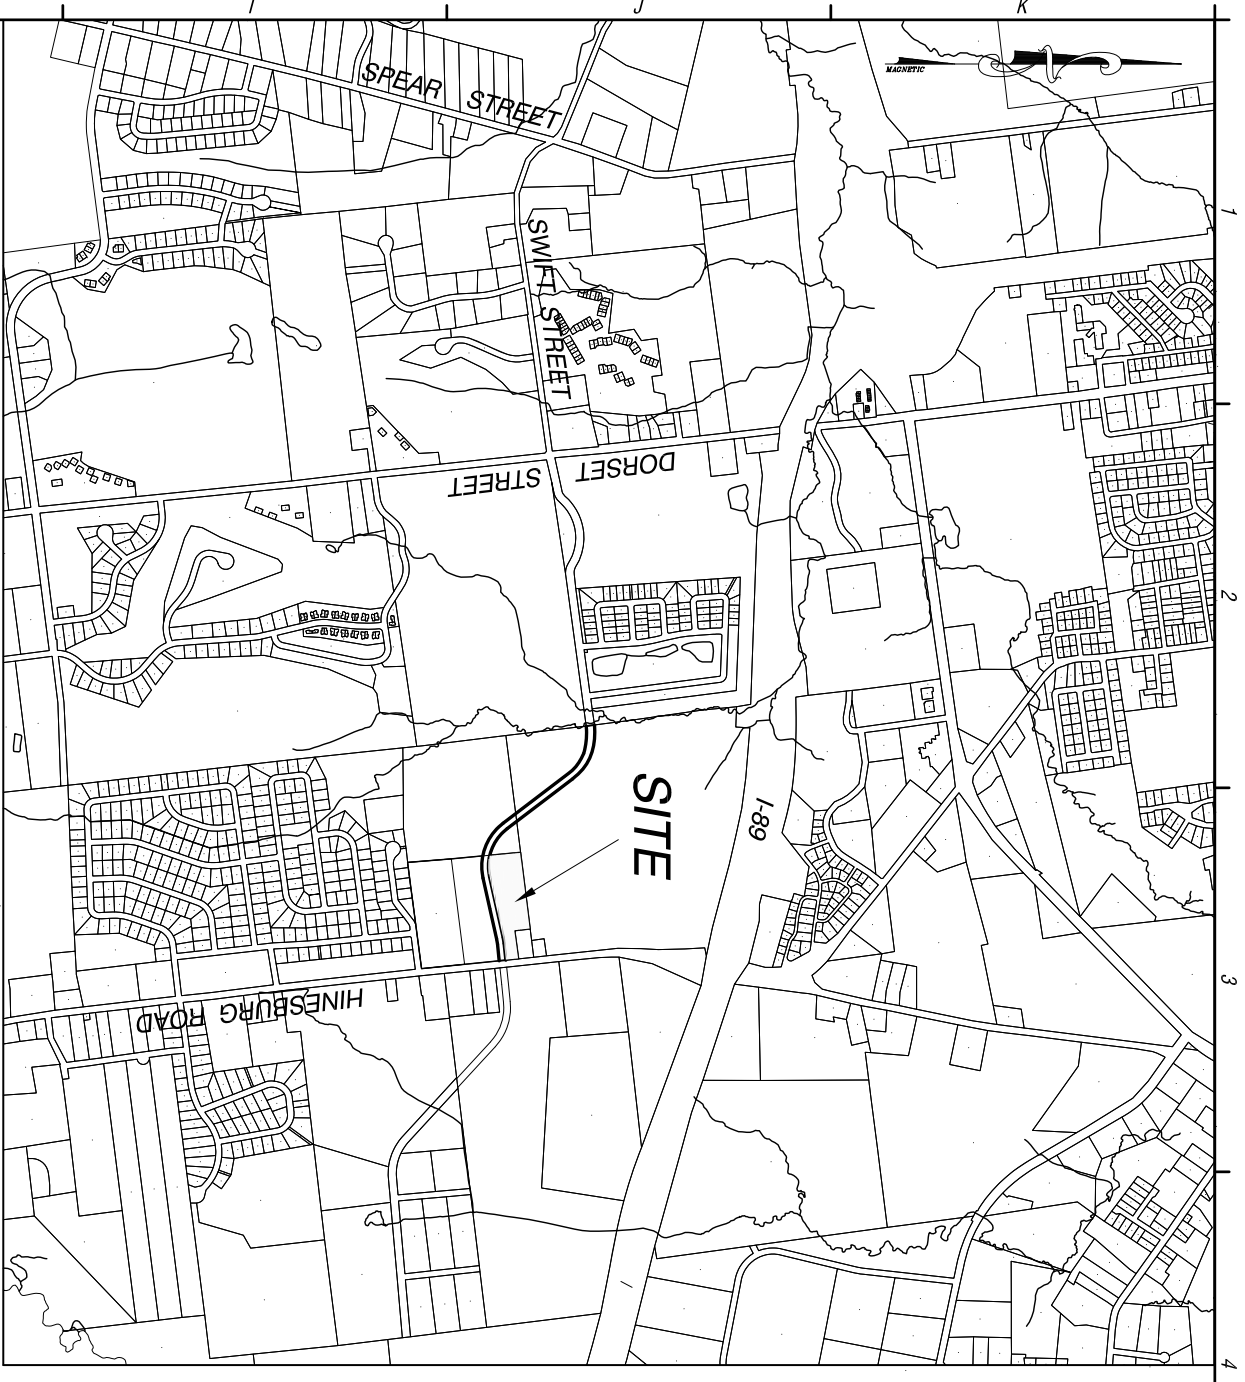 I
J
K
MAGNETIC
N
SPEAR STREET
1
SWIFT STREET
DORSET STREET
2
SITE
I-89
3
HINESBURG ROAD
4